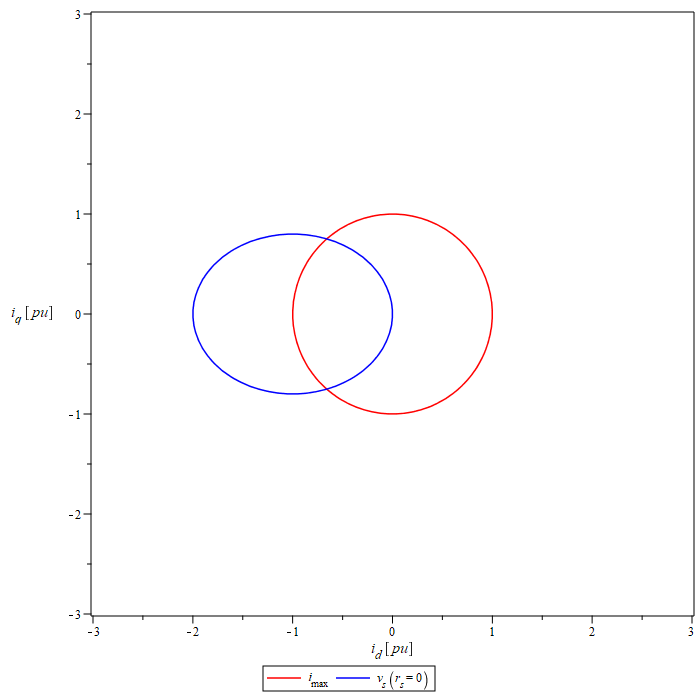 3
2
1
i_q [pu]
0
-1
-2
-3
-3 -2 -1 0 1 2 3
i_d [pu]
i_max v_s (r_s = 0)